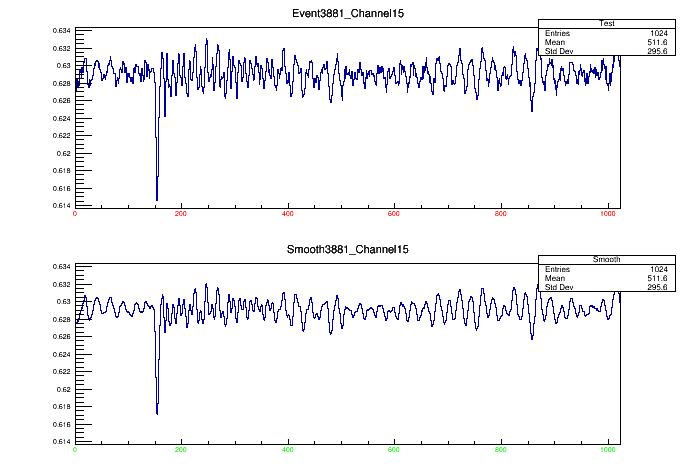 Event3881_Channel15
Test
Entries 1024
Mean 511.6
Std Dev 295.6
0.634
0.632
0.63
0.628
0.626
0.624
0.622
0.62
0.618
0.616
0.614
0 200 400 600 800 1000
Smooth3881_Channel15
Smooth
Entries 1024
Mean 511.6
Std Dev 295.6
0.634
0.632
0.63
0.628
0.626
0.624
0.622
0.62
0.618
0.616
0.614
0 200 400 600 800 1000